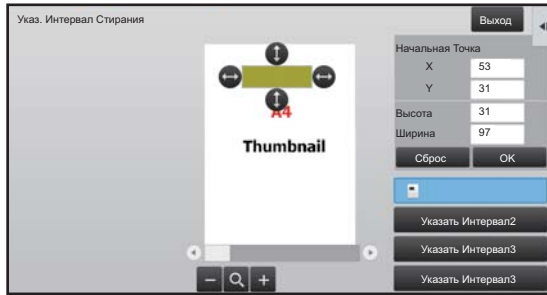 Указ. Интервал Стирания
Выход
Начальная Точка
X 53
Y 31
Высота 31
Ширина 97
Сброс OK
A4
Thumbnail
Указать Интервал2
Указать Интервал3
Указать Интервал3